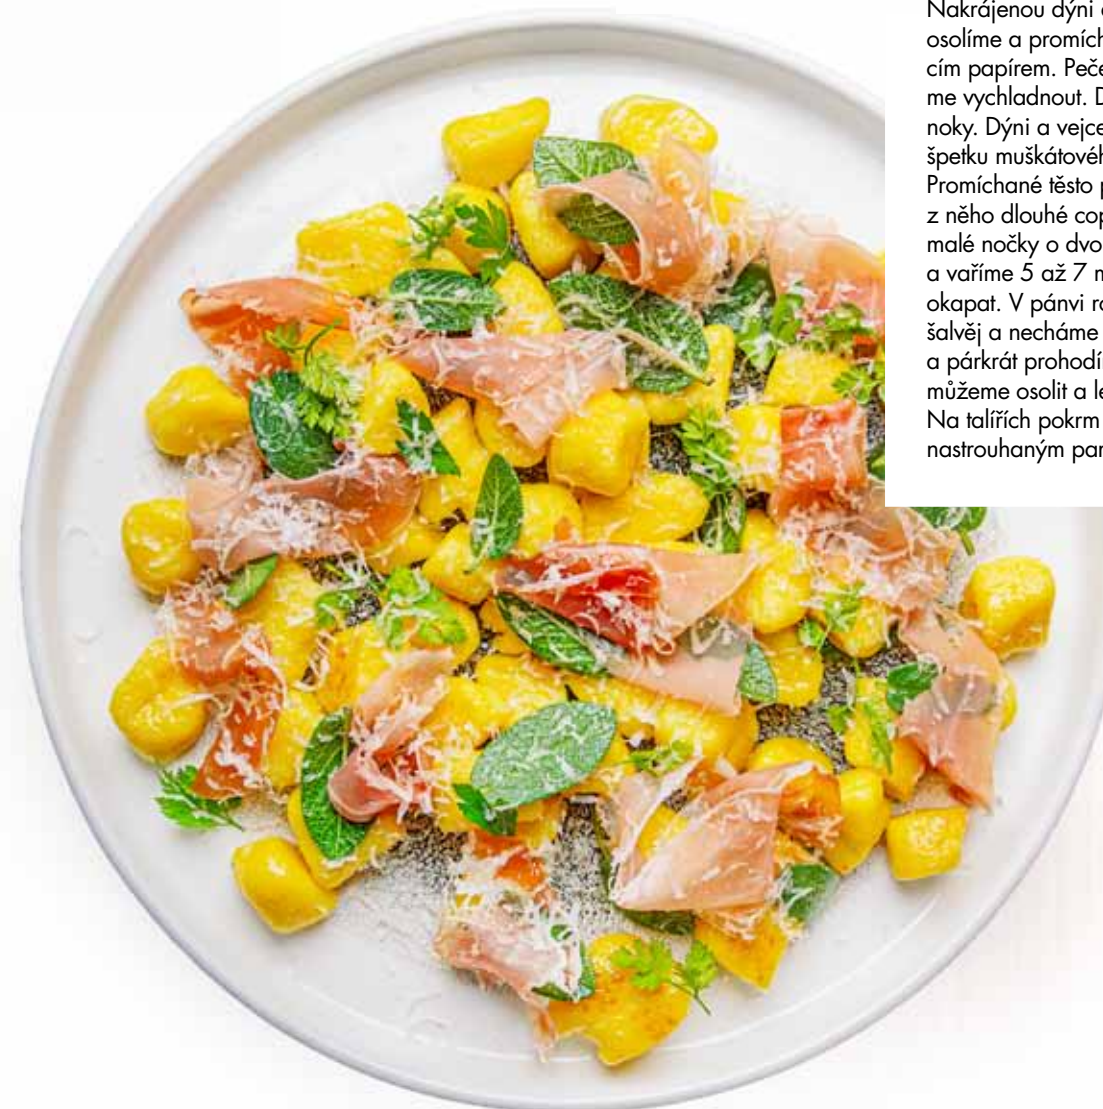 Nakrájenou dýni
osolíme a promích
cím papírem. Peče
me vychladnout. D
noky. Dýni a vejce
špetku muškátovéh
Promíchané těsto p
z něho dlouhé cop
malé nočky o dvo
a vaříme 5 až 7 m
okapat. V pánvi ro
šalvěj a necháme
a párkrát prohodí
můžeme osolit a le
Na talířích pokrm
nastrouhaným par